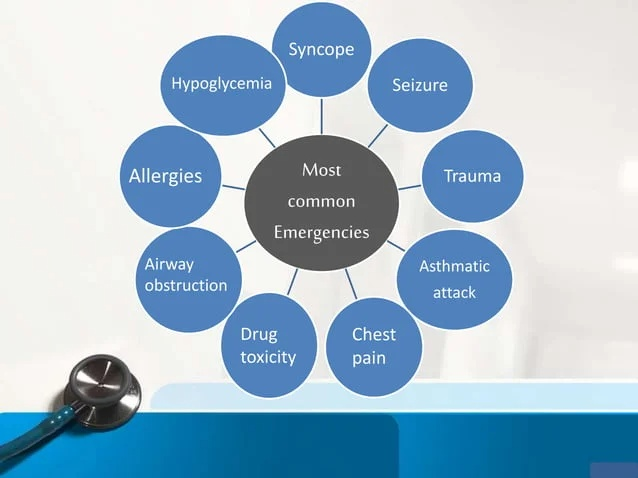 Most
common
Emergencies
Syncope
Seizure
Trauma
Asthmatic
attack
Chest
pain
Drug
toxicity
Airway
obstruction
Allergies
Hypoglycemia